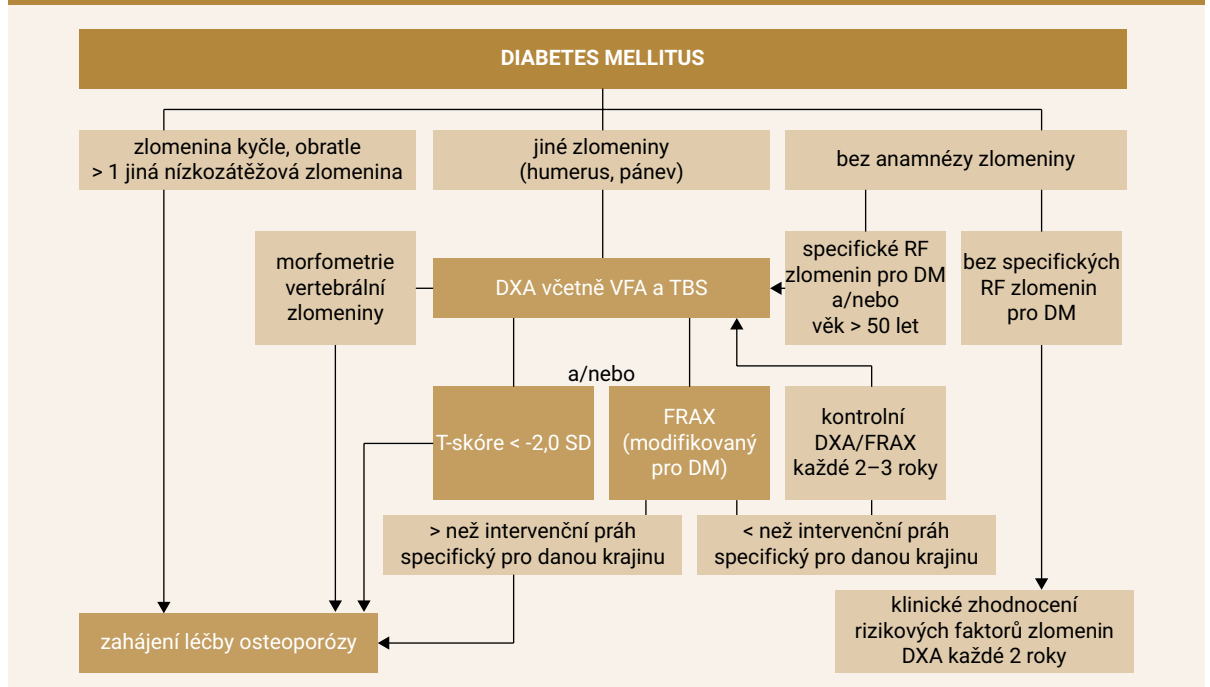 DIABETES MELLITUS
zlomenina kyčle, obratle
> 1 jiná nízkozátěžová zlomenina
jiné zlomeniny
(humerus, pánev)
bez anamnézy zlomeniny
morfometrie
vertebrální
zlomeniny
DXA včetně VFA a TBS
specifické RF
zlomenin pro DM
a/nebo
věk > 50 let
bez specifických
RF zlomenin
pro DM
a/nebo
T-skóre < -2,0 SD
FRAX
(modifikovaný
pro DM)
kontrolní
DXA/FRAX
každé 2–3 roky
> než intervenční práh
specifický pro danou krajinu
< než intervenční práh
specifický pro danou krajinu
zahájení léčby osteoporózy
klinické zhodnocení
rizikových faktorů zlomenin
DXA každé 2 roky